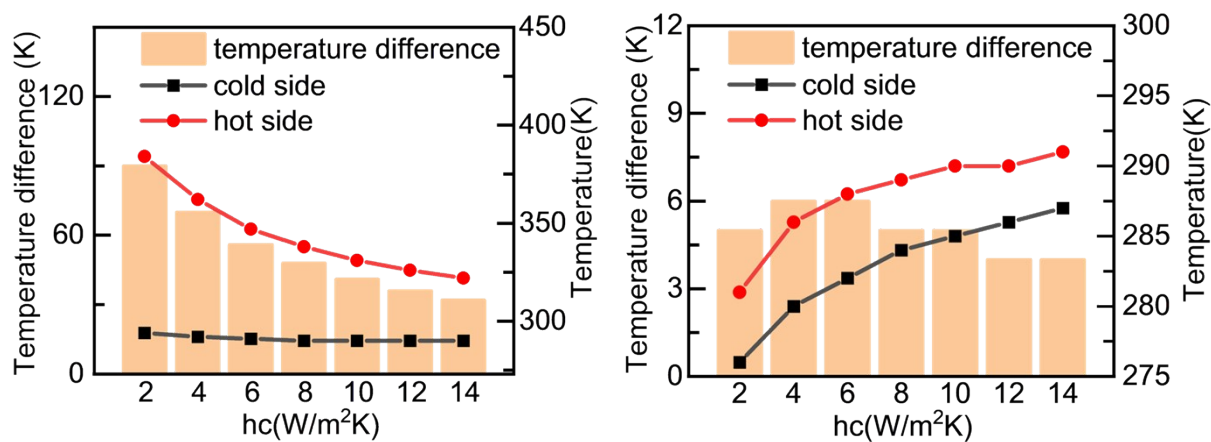 Temperature difference (K)
120
60
0
temperature difference
cold side
hot side
450
400
350
300
Temperature(K)
2 4 6 8 10 12 14
hc(W/m²K)
Temperature difference (K)
12
9
6
3
0
temperature difference
cold side
hot side
300
295
290
285
280
275
Temperature(K)
2 4 6 8 10 12 14
hc(W/m²K)